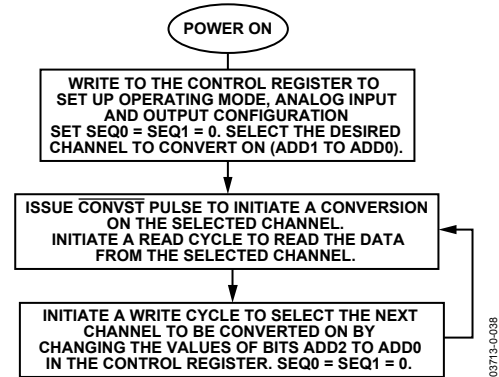 POWER ON
WRITE TO THE CONTROL REGISTER TO
SET UP OPERATING MODE, ANALOG INPUT
AND OUTPUT CONFIGURATION
SET SEQ0 = SEQ1 = 0. SELECT THE DESIRED
CHANNEL TO CONVERT ON (ADD1 TO ADD0).
ISSUE CONVST PULSE TO INITIATE A CONVERSION
ON THE SELECTED CHANNEL.
INITIATE A READ CYCLE TO READ THE DATA
FROM THE SELECTED CHANNEL.
INITIATE A WRITE CYCLE TO SELECT THE NEXT
CHANNEL TO BE CONVERTED ON BY
CHANGING THE VALUES OF BITS ADD2 TO ADD0
IN THE CONTROL REGISTER. SEQ0 = SEQ1 = 0.
03713-0-038